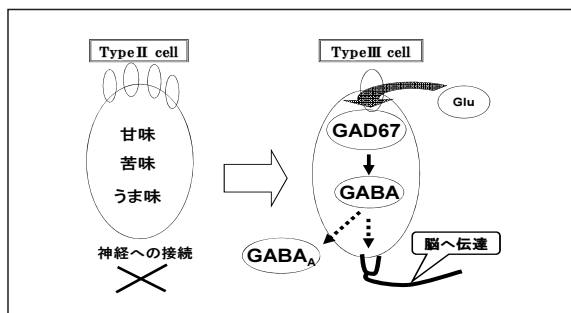 Type Ⅱ cell
甘味
苦味
うま味
神経への接続
Type Ⅲ cell
Glu
GAD67
GABA
GABAA
脳へ伝達